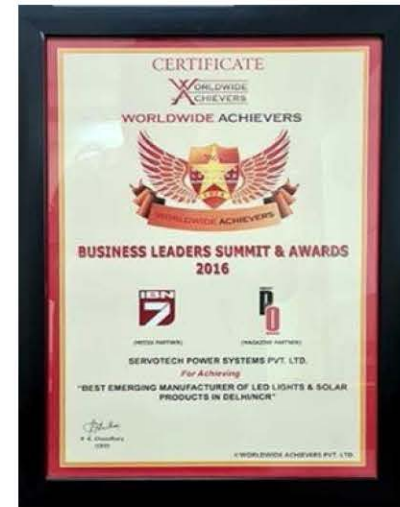 CERTIFICATE
WORLDWIDE
ACHIEVERS
WORLDWIDE ACHIEVERS
WORLDWIDE ACHIEVERS
BUSINESS LEADERS SUMMIT & AWARDS
2016
IBN
7
PO
(MEDIA PARTNER)
(MAGAZINE PARTNER)
SERVOTECH POWER SYSTEMS PVT. LTD.
For Achieving
"BEST EMERGING MANUFACTURER OF LED LIGHTS & SOLAR
PRODUCTS IN DELHI/NCR"
Choudhary
WORLDWIDE ACHIEVERS PVT. LTD.